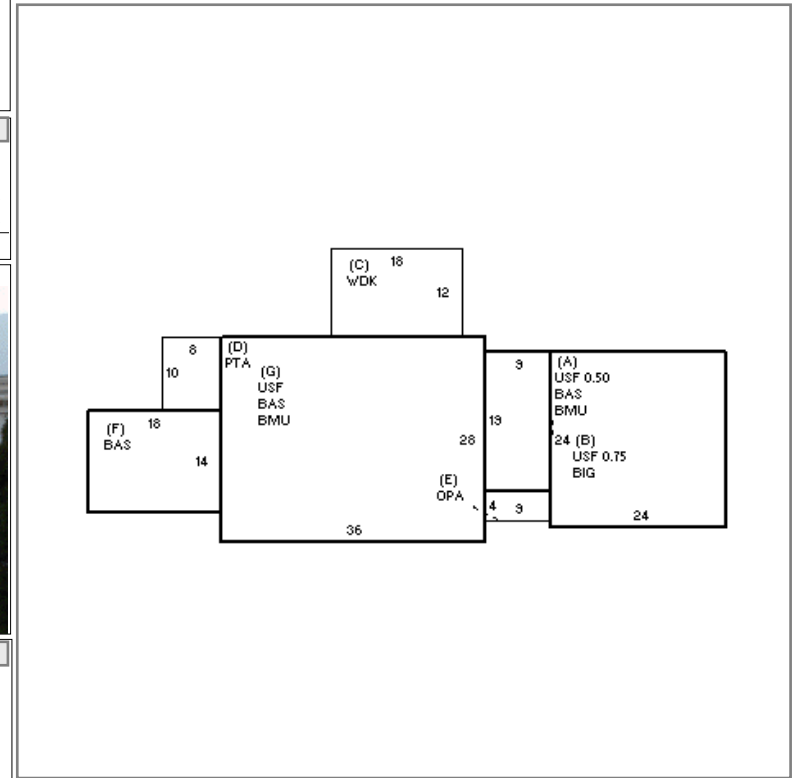 (C) 18
WDK
12
8
10
(D)
PTA
(G)
USF
BAS
BMU
9
19
(A)
USF 0.50
BAS
BMU
24 (B)
USF 0.75
BIG
18
(F)
BAS
14
28
(E)
OPA
4 9
36
24